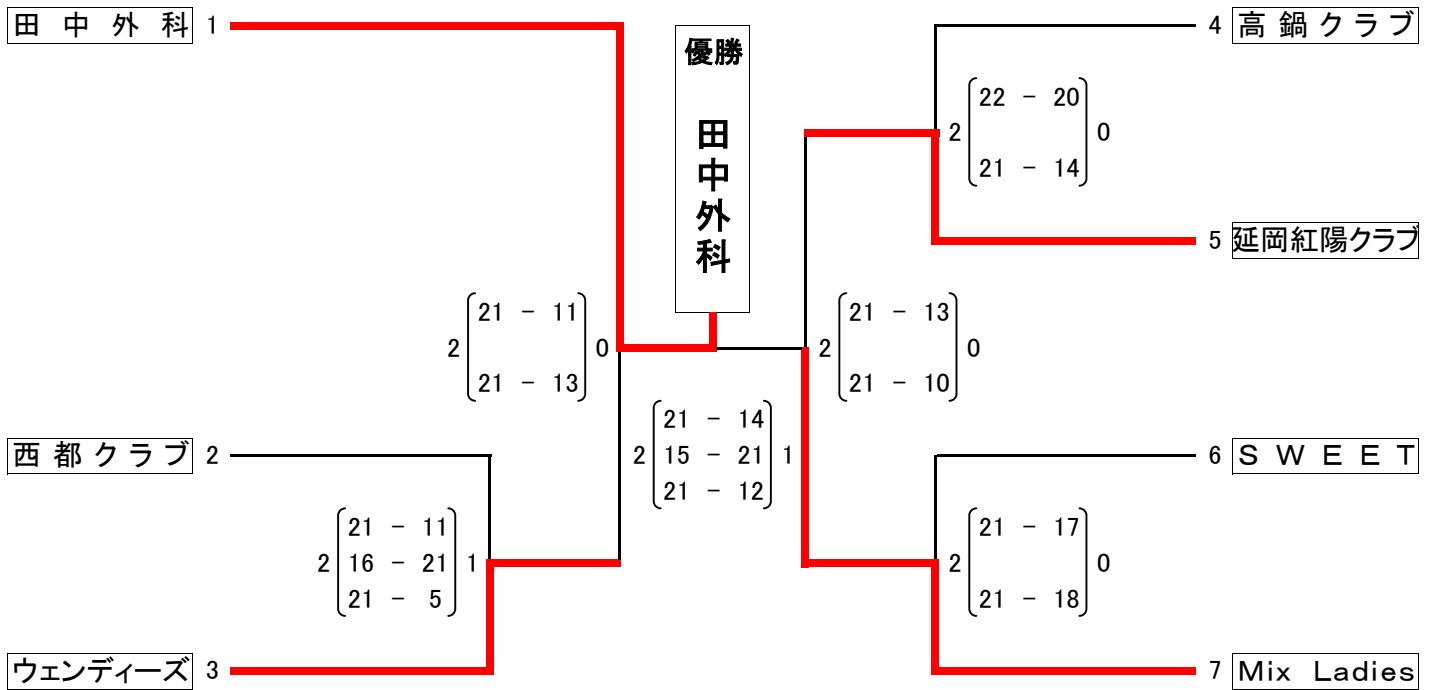 田中外科 1
優勝
田中外科
4 高鍋クラブ
22 - 20
2 0
21 - 14
5 延岡紅陽クラブ
21 - 11
2 0
21 - 13
21 - 13
2 0
21 - 10
21 - 14
2 15 - 21 1
21 - 12
西都クラブ 2
6 SWEET
21 - 11
2 16 - 21 1
21 - 5
21 - 17
2 0
21 - 18
ウェンディーズ 3
7 Mix Ladies